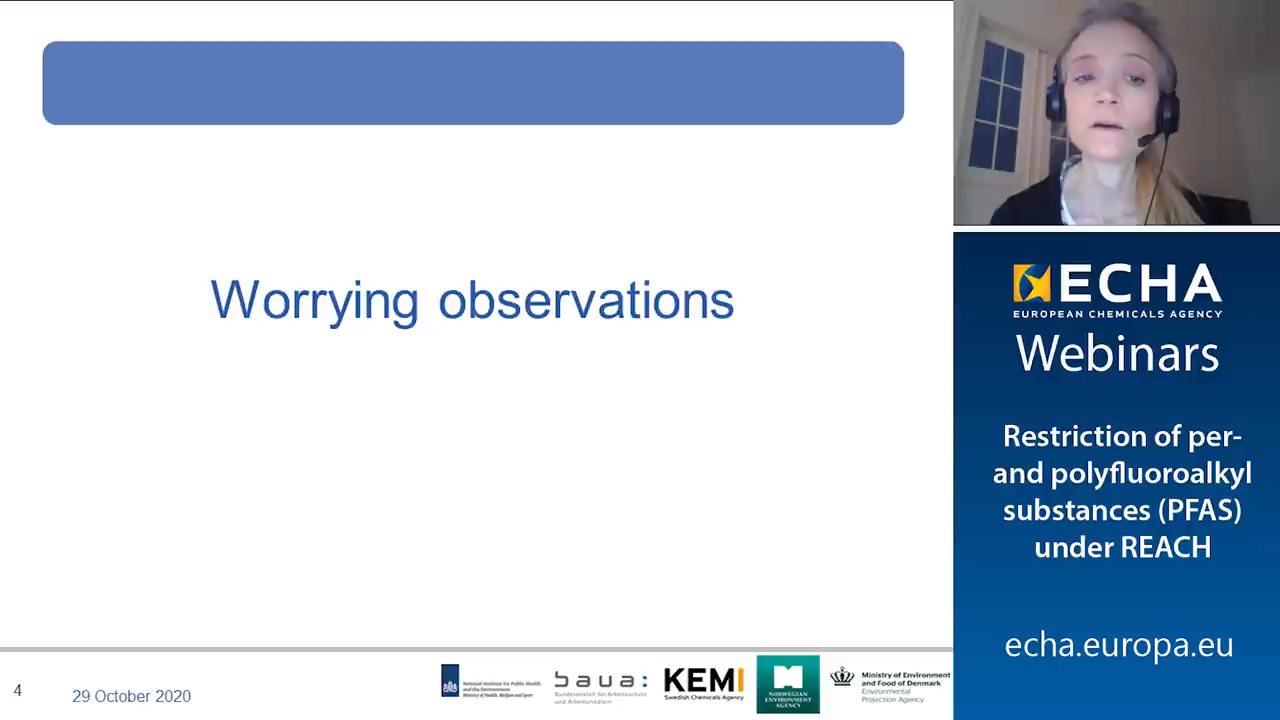 Worrying observations
ECHA
EUROPEAN CHEMICALS AGENCY
Webinars
Restriction of per-
and polyfluoroalkyl
substances (PFAS)
under REACH
echa.europa.eu
4
29 October 2020
National Institute for Public Health
and the Environment
Ministry of Health, Welfare and Sport
baua:
Bundesanstalt für Arbeitsschutz
und Arbeitsmedizin
KEMI
Swedish Chemicals Agency
NORWEGIAN
ENVIRONMENT
AGENCY
Ministry of Environment
and Food of Denmark
Environmental
Protection Agency